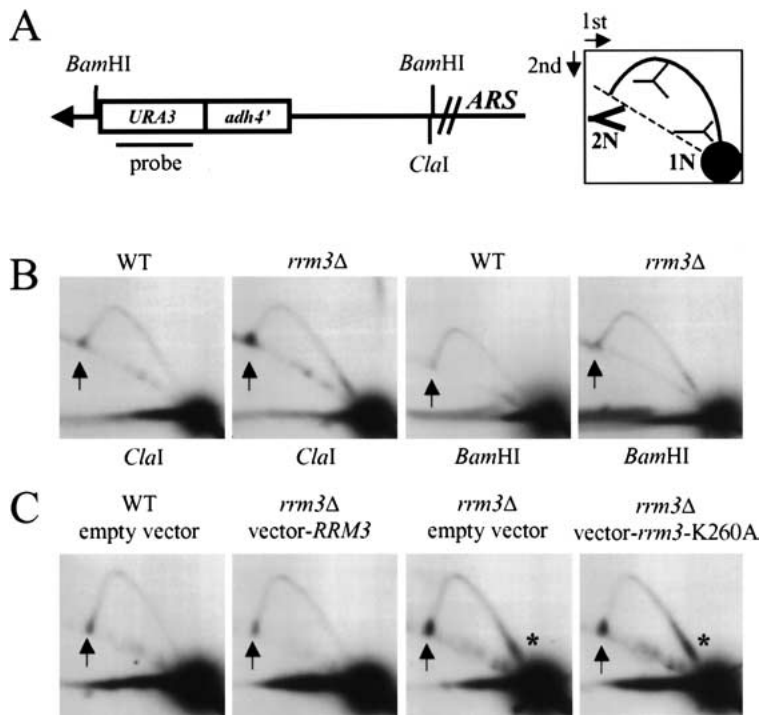 A
BamHI
BamHI
ARS
URA3
adh4'
probe
ClaI
1st
2nd
2N
1N
B
WT
rrm3Δ
WT
rrm3Δ
ClaI
ClaI
BamHI
BamHI
C
WT
empty vector
rrm3Δ
vector-RRM3
rrm3Δ
empty vector
rrm3Δ
vector-rrm3-K260A
*
*